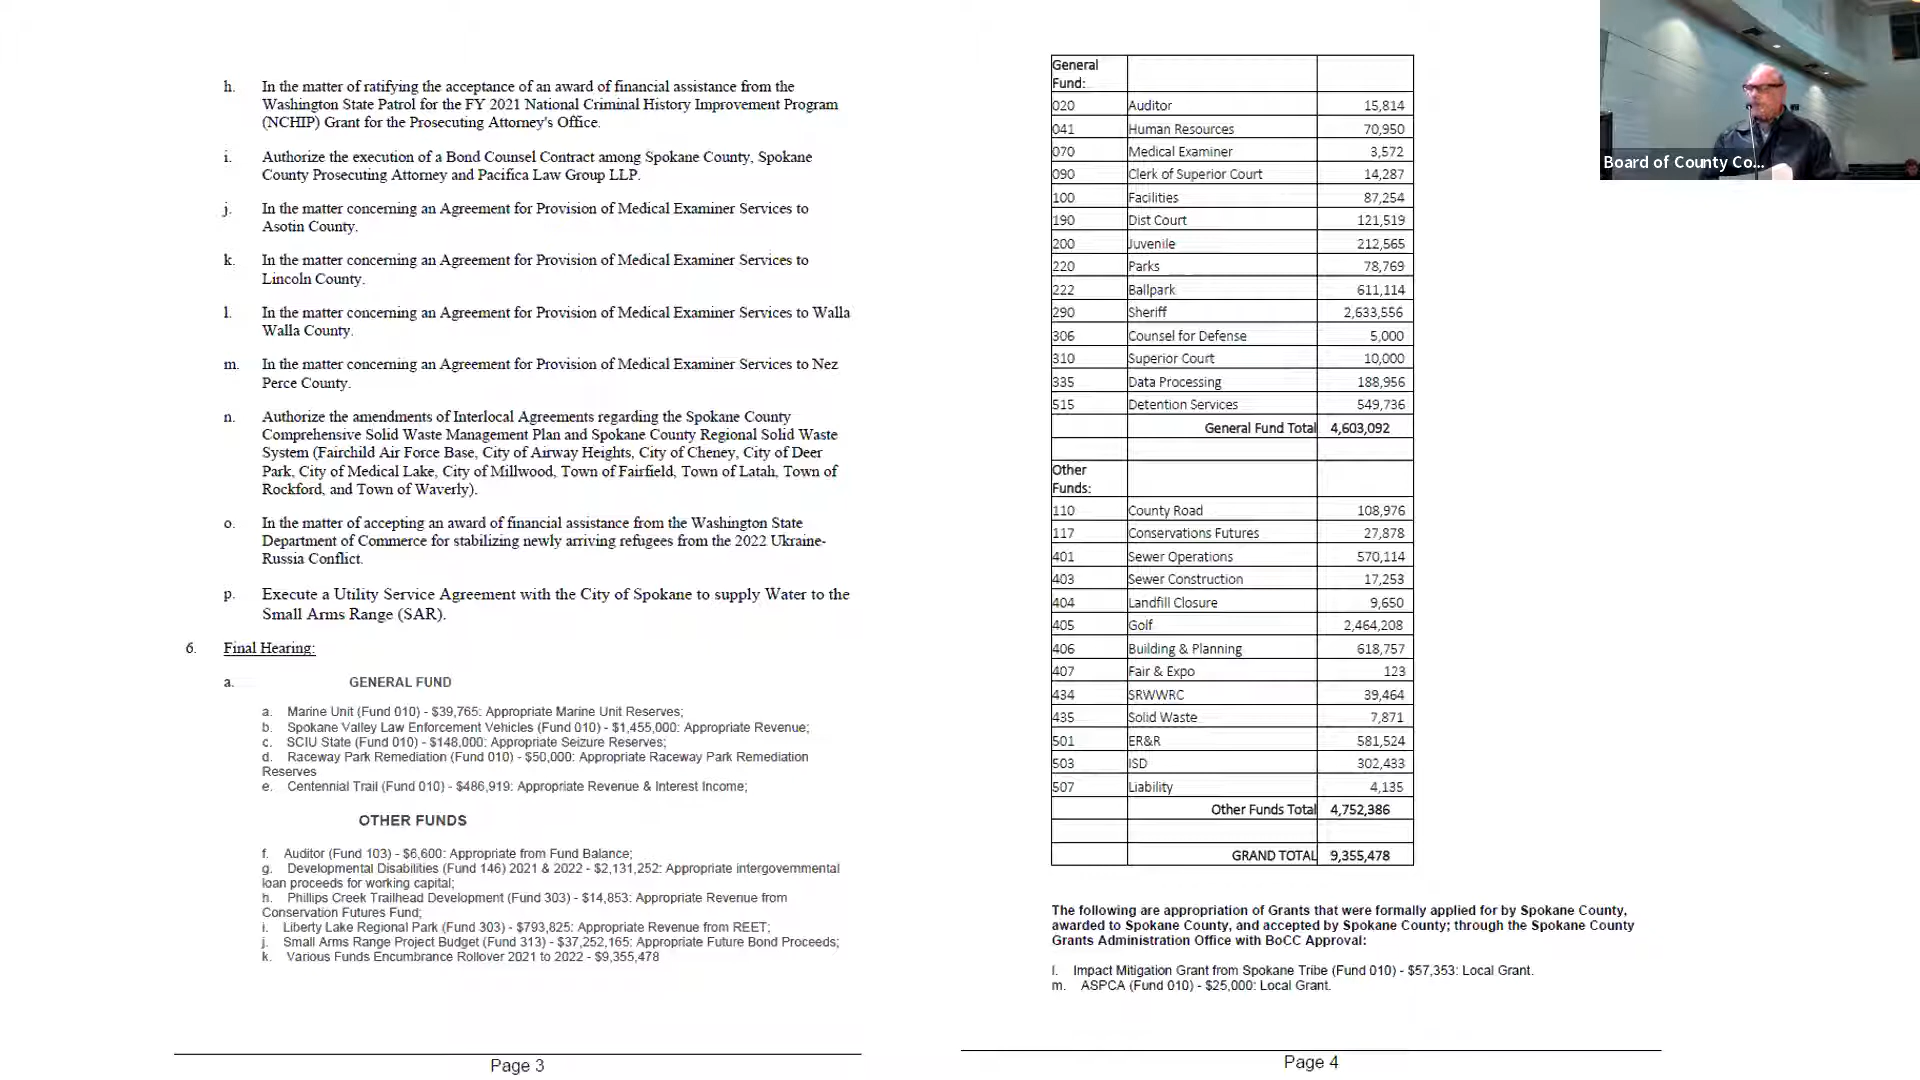 h. In the matter of ratifying the acceptance of an award of financial assistance from the
Washington State Patrol for the FY 2021 National Criminal History Improvement Program
(NCHIP) Grant for the Prosecuting Attorney's Office.
i. Authorize the execution of a Bond Counsel Contract among Spokane County, Spokane
County Prosecuting Attorney and Pacifica Law Group LLP.
j. In the matter concerning an Agreement for Provision of Medical Examiner Services to
Asotin County.
k. In the matter concerning an Agreement for Provision of Medical Examiner Services to
Lincoln County.
l. In the matter concerning an Agreement for Provision of Medical Examiner Services to Walla
Walla County.
m. In the matter concerning an Agreement for Provision of Medical Examiner Services to Nez
Perce County.
n. Authorize the amendments of Interlocal Agreements regarding the Spokane County
Comprehensive Solid Waste Management Plan and Spokane County Regional Solid Waste
System (Fairchild Air Force Base, City of Airway Heights, City of Cheney, City of Deer
Park, City of Medical Lake, City of Millwood, Town of Fairfield, Town of Latah, Town of
Rockford, and Town of Waverly).
o. In the matter of accepting an award of financial assistance from the Washington State
Department of Commerce for stabilizing newly arriving refugees from the 2022 Ukraine-
Russia Conflict.
p. Execute a Utility Service Agreement with the City of Spokane to supply Water to the
Small Arms Range (SAR).
6. Final Hearing:
a. GENERAL FUND
a. Marine Unit (Fund 010) - $39,765: Appropriate Marine Unit Reserves;
b. Spokane Valley Law Enforcement Vehicles (Fund 010) - $1,455,000: Appropriate Revenue;
c. SCIU State (Fund 010) - $148,000: Appropriate Seizure Reserves;
d. Raceway Park Remediation (Fund 010) - $50,000: Appropriate Raceway Park Remediation
Reserves
e. Centennial Trail (Fund 010) - $486,919: Appropriate Revenue & Interest Income;
OTHER FUNDS
f. Auditor (Fund 103) - $6,600: Appropriate from Fund Balance;
g. Developmental Disabilities (Fund 146) 2021 & 2022 - $2,131,252: Appropriate intergovernmental
loan proceeds for working capital;
h. Phillips Creek Trailhead Development (Fund 303) - $14,853: Appropriate Revenue from
Conservation Futures Fund;
i. Liberty Lake Regional Park (Fund 303) - $793,825: Appropriate Revenue from REET;
j. Small Arms Range Project Budget (Fund 313) - $37,252,165: Appropriate Future Bond Proceeds;
k. Various Funds Encumbrance Rollover 2021 to 2022 - $9,355,478
Page 3
General
Fund:
020 Auditor 15,814
041 Human Resources 70,950
070 Medical Examiner 3,572
090 Clerk of Superior Court 14,287
100 Facilities 87,254
190 Dist Court 121,519
200 Juvenile 212,565
220 Parks 78,769
222 Ballpark 611,114
290 Sheriff 2,633,556
306 Counsel for Defense 5,000
310 Superior Court 10,000
335 Data Processing 188,956
515 Detention Services 549,736
General Fund Total 4,603,092
Other
Funds:
110 County Road 108,976
117 Conservations Futures 27,878
401 Sewer Operations 570,114
403 Sewer Construction 17,253
404 Landfill Closure 9,650
405 Golf 2,464,208
406 Building & Planning 618,757
407 Fair & Expo 123
434 SRWWRC 39,464
435 Solid Waste 7,871
501 ER&R 581,524
503 ISD 302,433
507 Liability 4,135
Other Funds Total 4,752,386
GRAND TOTAL 9,355,478
The following are appropriation of Grants that were formally applied for by Spokane County,
awarded to Spokane County, and accepted by Spokane County; through the Spokane County
Grants Administration Office with BoCC Approval:
l. Impact Mitigation Grant from Spokane Tribe (Fund 010) - $57,353: Local Grant.
m. ASPCA (Fund 010) - $25,000: Local Grant.
Page 4
Board of County Co...